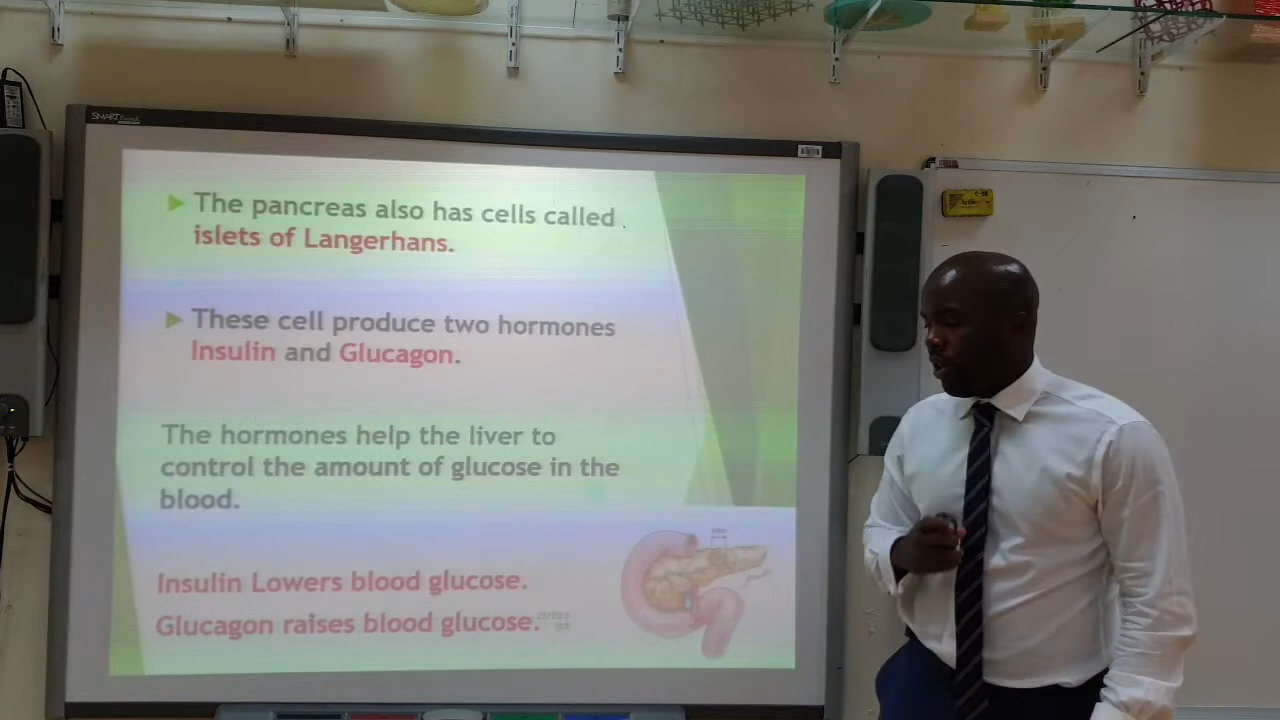 SMART Board
The pancreas also has cells called
islets of Langerhans.
These cell produce two hormones
Insulin and Glucagon.
The hormones help the liver to
control the amount of glucose in the
blood.
Insulin Lowers blood glucose.
Glucagon raises blood glucose.